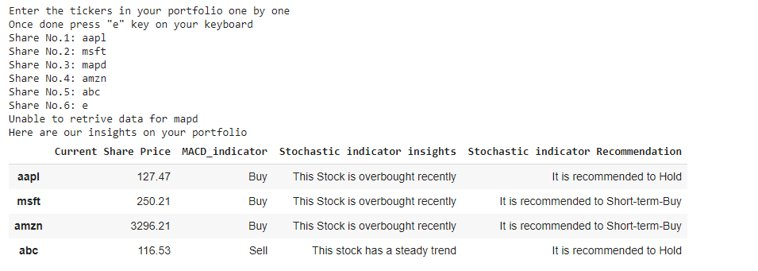 Enter the tickers in your portfolio one by one
Once done press "e" key on your keyboard
Share No.1: aapl
Share No.2: msft
Share No.3: mapd
Share No.4: amzn
Share No.5: abc
Share No.6: e
Unable to retrive data for mapd
Here are our insights on your portfolio
Current Share Price MACD_indicator Stochastic indicator insights Stochastic indicator Recommendation
aapl 127.47 Buy This Stock is overbought recently It is recommended to Hold
msft 250.21 Buy This Stock is overbought recently It is recommended to Short-term-Buy
amzn 3296.21 Buy This Stock is overbought recently It is recommended to Short-term-Buy
abc 116.53 Sell This stock has a steady trend It is recommended to Hold